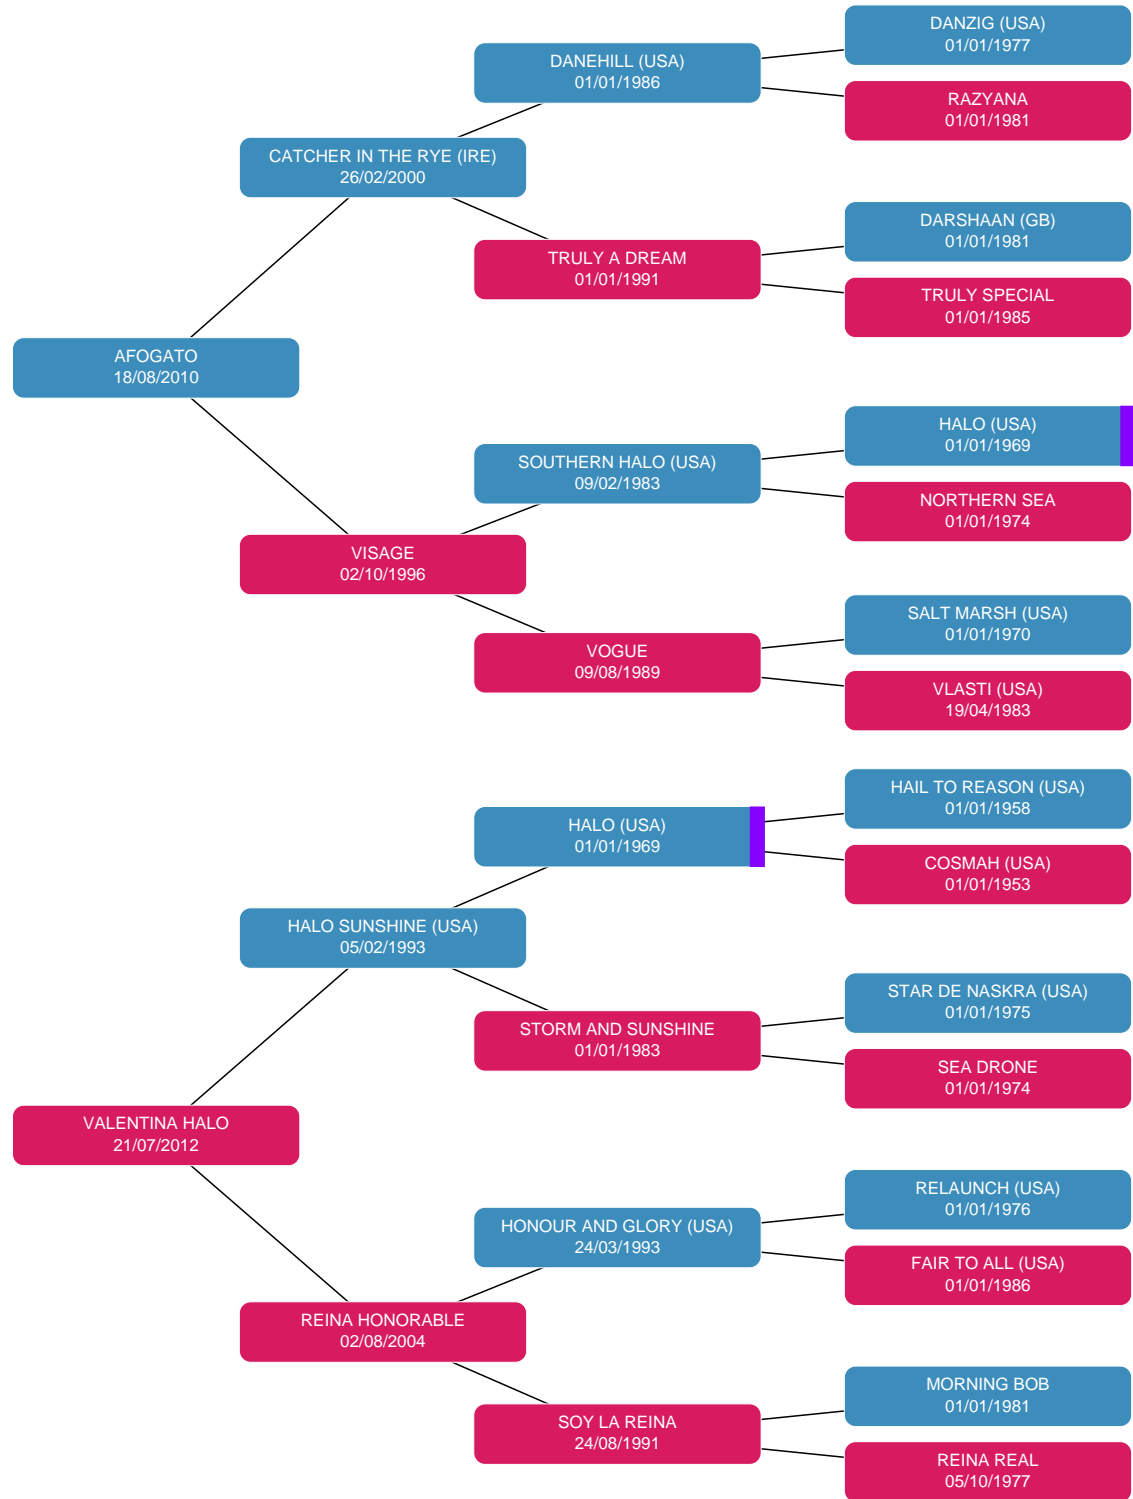 DANZIG (USA)
01/01/1977
DANEHILL (USA)
01/01/1986
RAZYANA
01/01/1981
CATCHER IN THE RYE (IRE)
26/02/2000
DARSHAAN (GB)
01/01/1981
TRULY A DREAM
01/01/1991
TRULY SPECIAL
01/01/1985
AFOGATO
18/08/2010
HALO (USA)
01/01/1969
SOUTHERN HALO (USA)
09/02/1983
NORTHERN SEA
01/01/1974
VISAGE
02/10/1996
SALT MARSH (USA)
01/01/1970
VOGUE
09/08/1989
VLASTI (USA)
19/04/1983
HAIL TO REASON (USA)
01/01/1958
HALO (USA)
01/01/1969
COSMAH (USA)
01/01/1953
HALO SUNSHINE (USA)
05/02/1993
STAR DE NASKRA (USA)
01/01/1975
STORM AND SUNSHINE
01/01/1983
SEA DRONE
01/01/1974
VALENTINA HALO
21/07/2012
RELAUNCH (USA)
01/01/1976
HONOUR AND GLORY (USA)
24/03/1993
FAIR TO ALL (USA)
01/01/1986
REINA HONORABLE
02/08/2004
MORNING BOB
01/01/1981
SOY LA REINA
24/08/1991
REINA REAL
05/10/1977